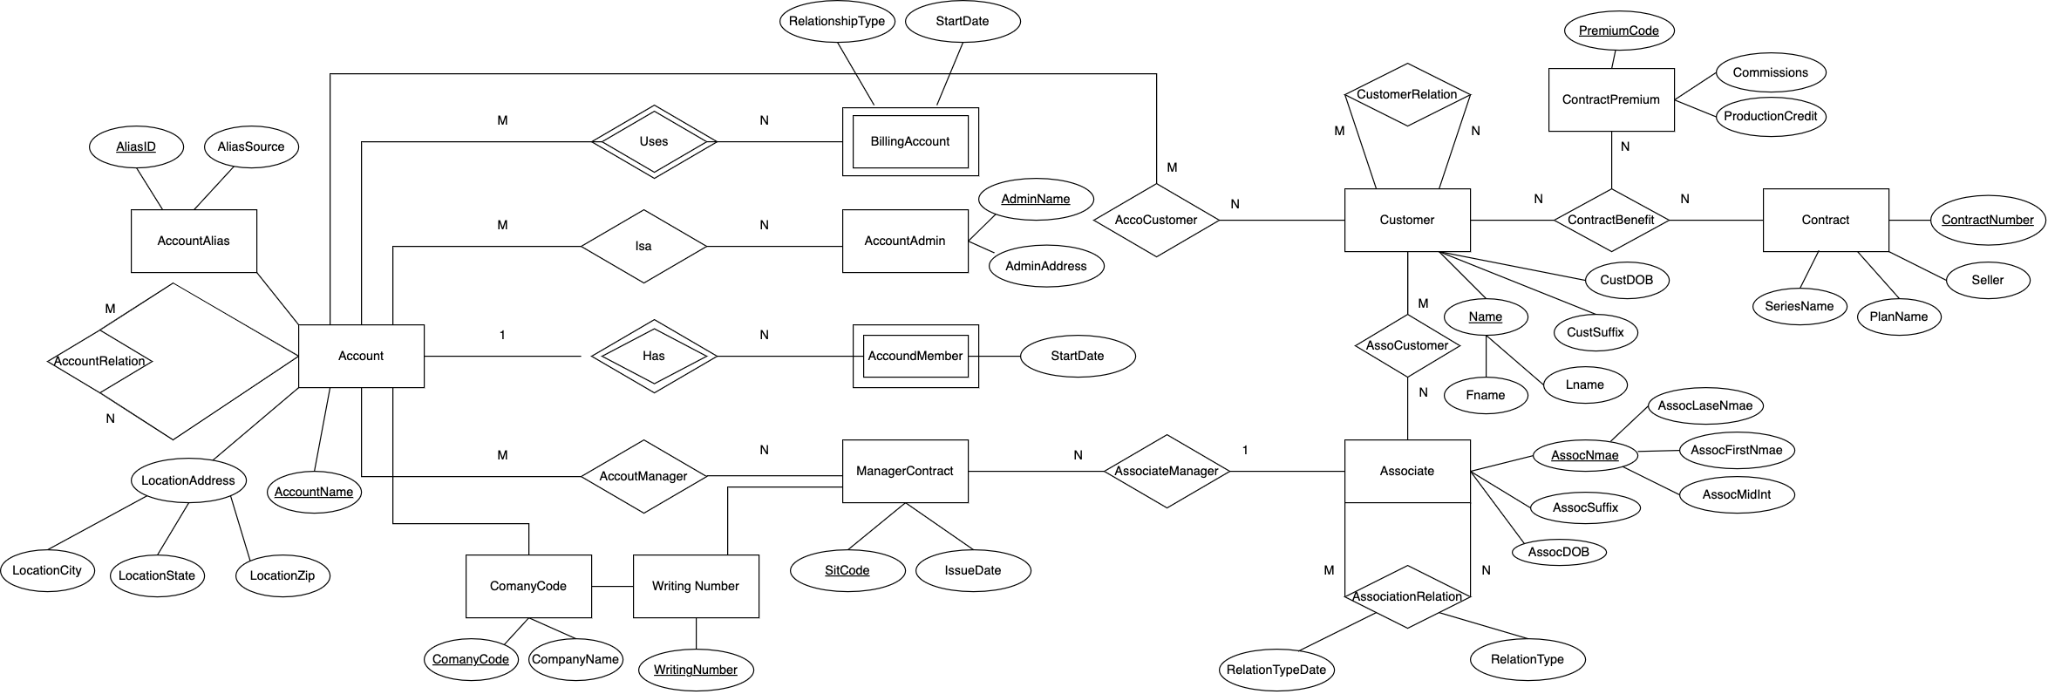 RelationshipType
StartDate
PremiumCode
Commissions
ContractPremium
ProductionCredit
CustomerRelation
M
N
M
N
Uses
BillingAccount
AliasID
AliasSource
N
M
AdminName
AccountAlias
M
N
Isa
AccountAdmin
AdminAddress
AccoCustomer
N
Customer
N
ContractBenefit
N
Contract
ContractNumber
CustDOB
Seller
SeriesName
PlanName
Name
CustSuffix
M
M
AccountRelation
N
Account
1
N
Has
AccoundMember
StartDate
AssoCustomer
Fname
Lname
N
AssocLaseNmae
AssocNmae
AssocFirstNmae
AssocMidInt
LocationAddress
AccountName
M
N
AccoutManager
ManagerContract
N
AssociateManager
1
Associate
AssocSuffix
AssocDOB
LocationCity
LocationState
LocationZip
ComanyCode
Writing Number
SitCode
IssueDate
M
N
AssociationRelation
ComanyCode
CompanyName
WritingNumber
RelationTypeDate
RelationType